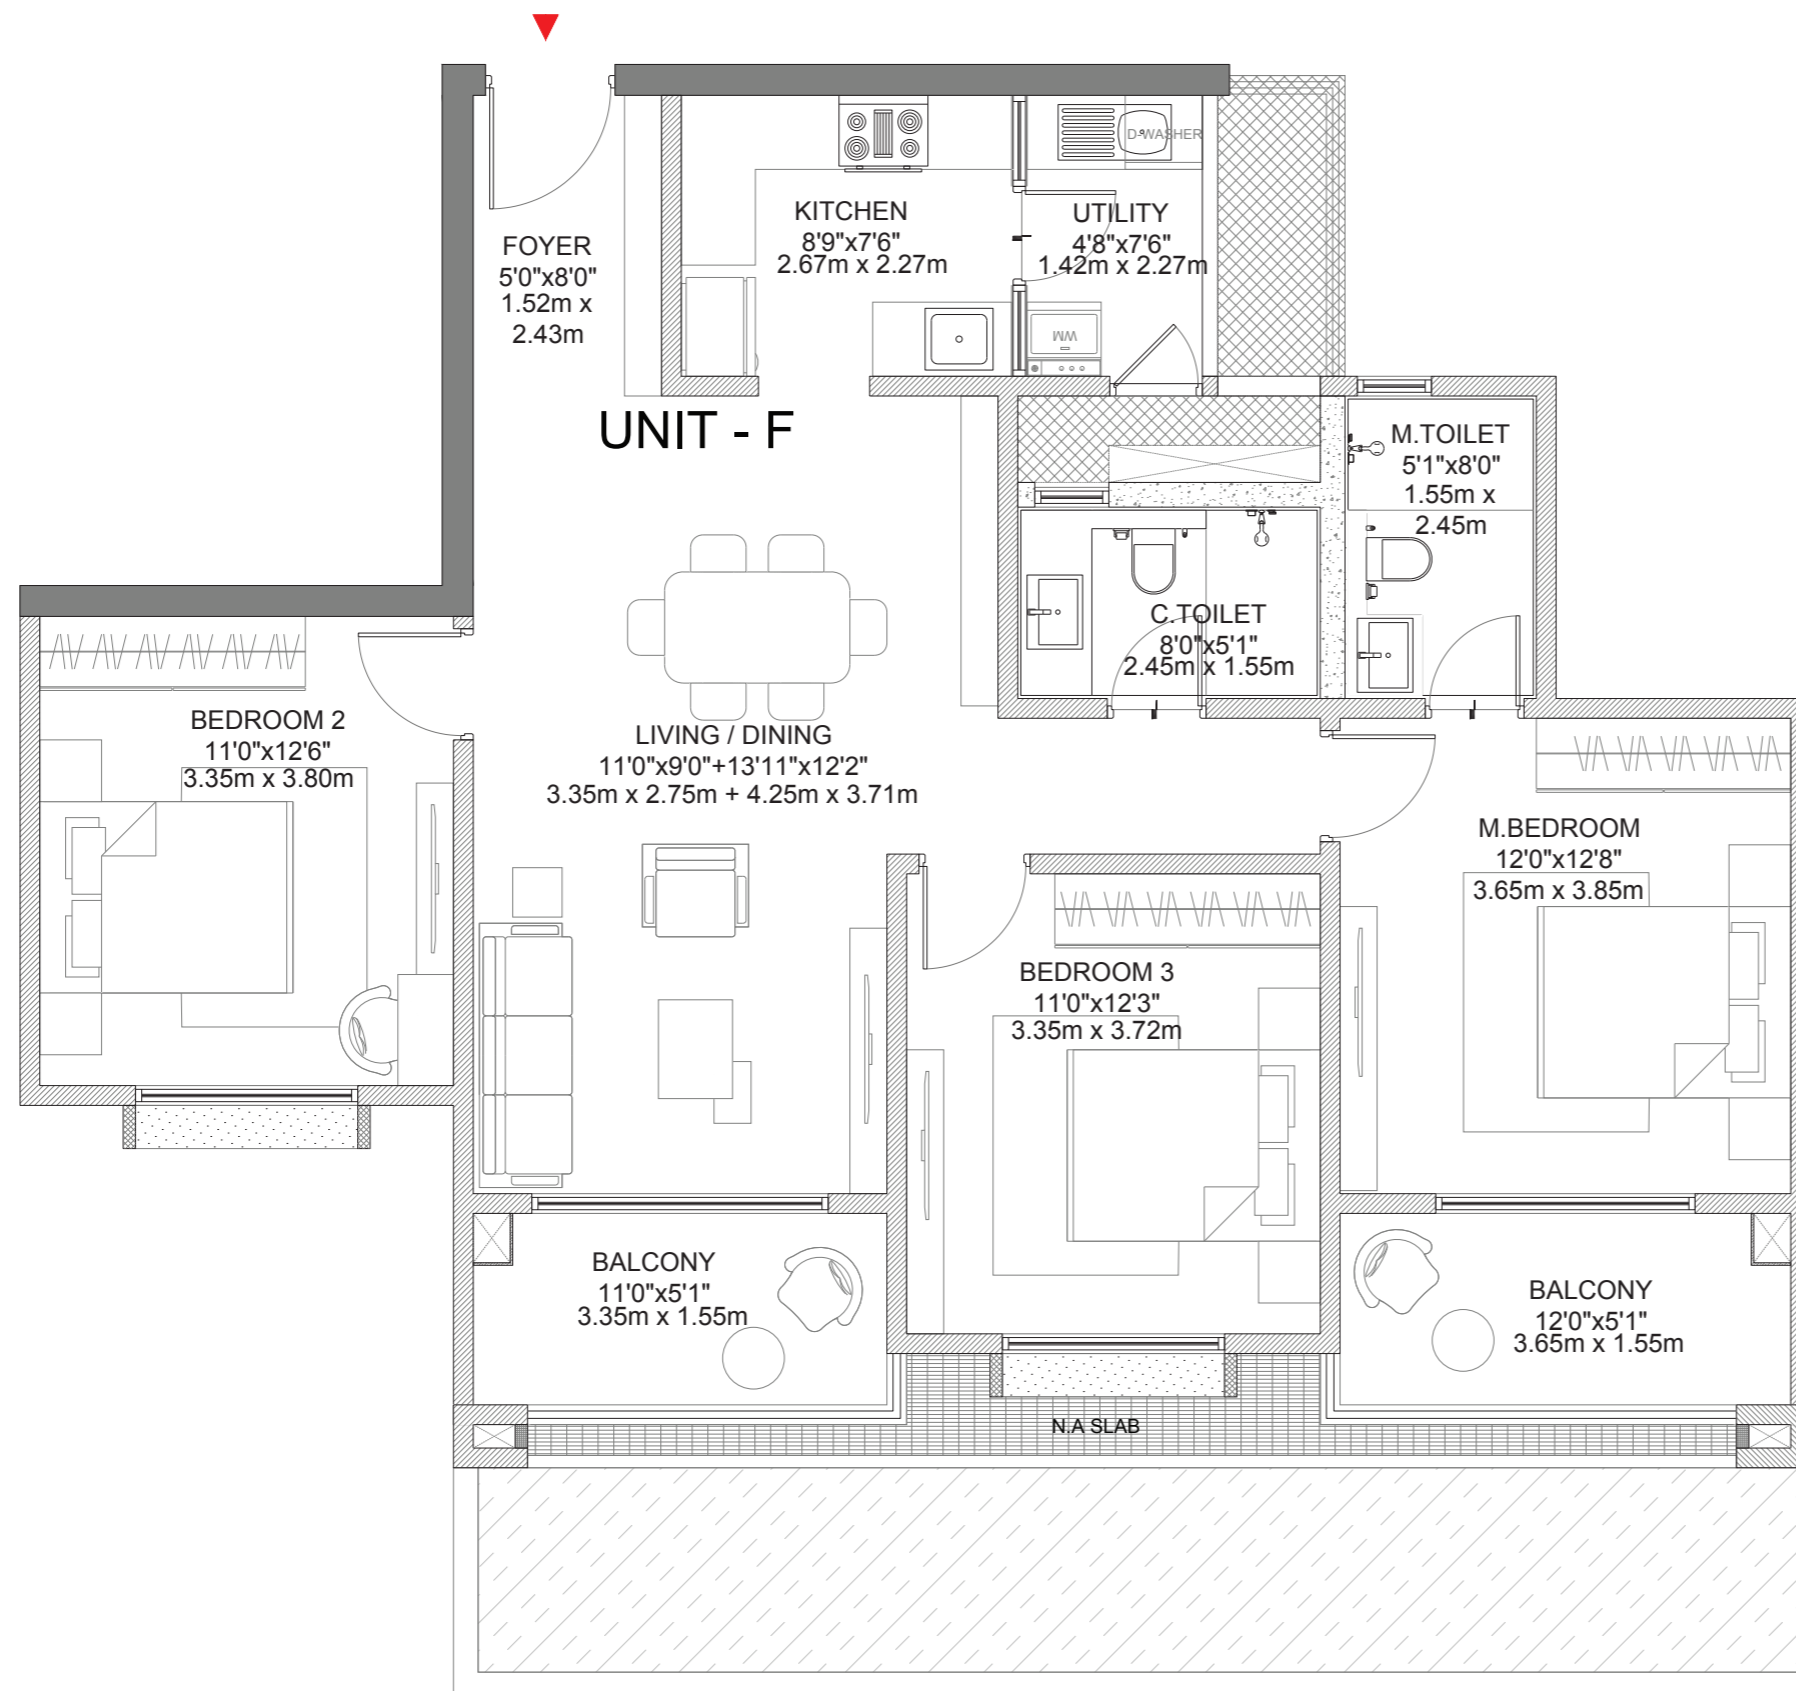 KITCHEN
8'9"x7'6"
2.67m x 2.27m
D-WASHER
UTILITY
4'8"x7'6"
1.42m x 2.27m
FOYER
5'0"x8'0"
1.52m x
2.43m
WM
UNIT - F
M.TOILET
5'1"x8'0"
1.55m x
2.45m
C.TOILET
8'0"x5'1"
2.45m x 1.55m
BEDROOM 2
11'0"x12'6"
3.35m x 3.80m
LIVING / DINING
11'0"x9'0"+13'11"x12'2"
3.35m x 2.75m + 4.25m x 3.71m
M.BEDROOM
12'0"x12'8"
3.65m x 3.85m
BEDROOM 3
11'0"x12'3"
3.35m x 3.72m
BALCONY
11'0"x5'1"
3.35m x 1.55m
BALCONY
12'0"x5'1"
3.65m x 1.55m
N.A SLAB